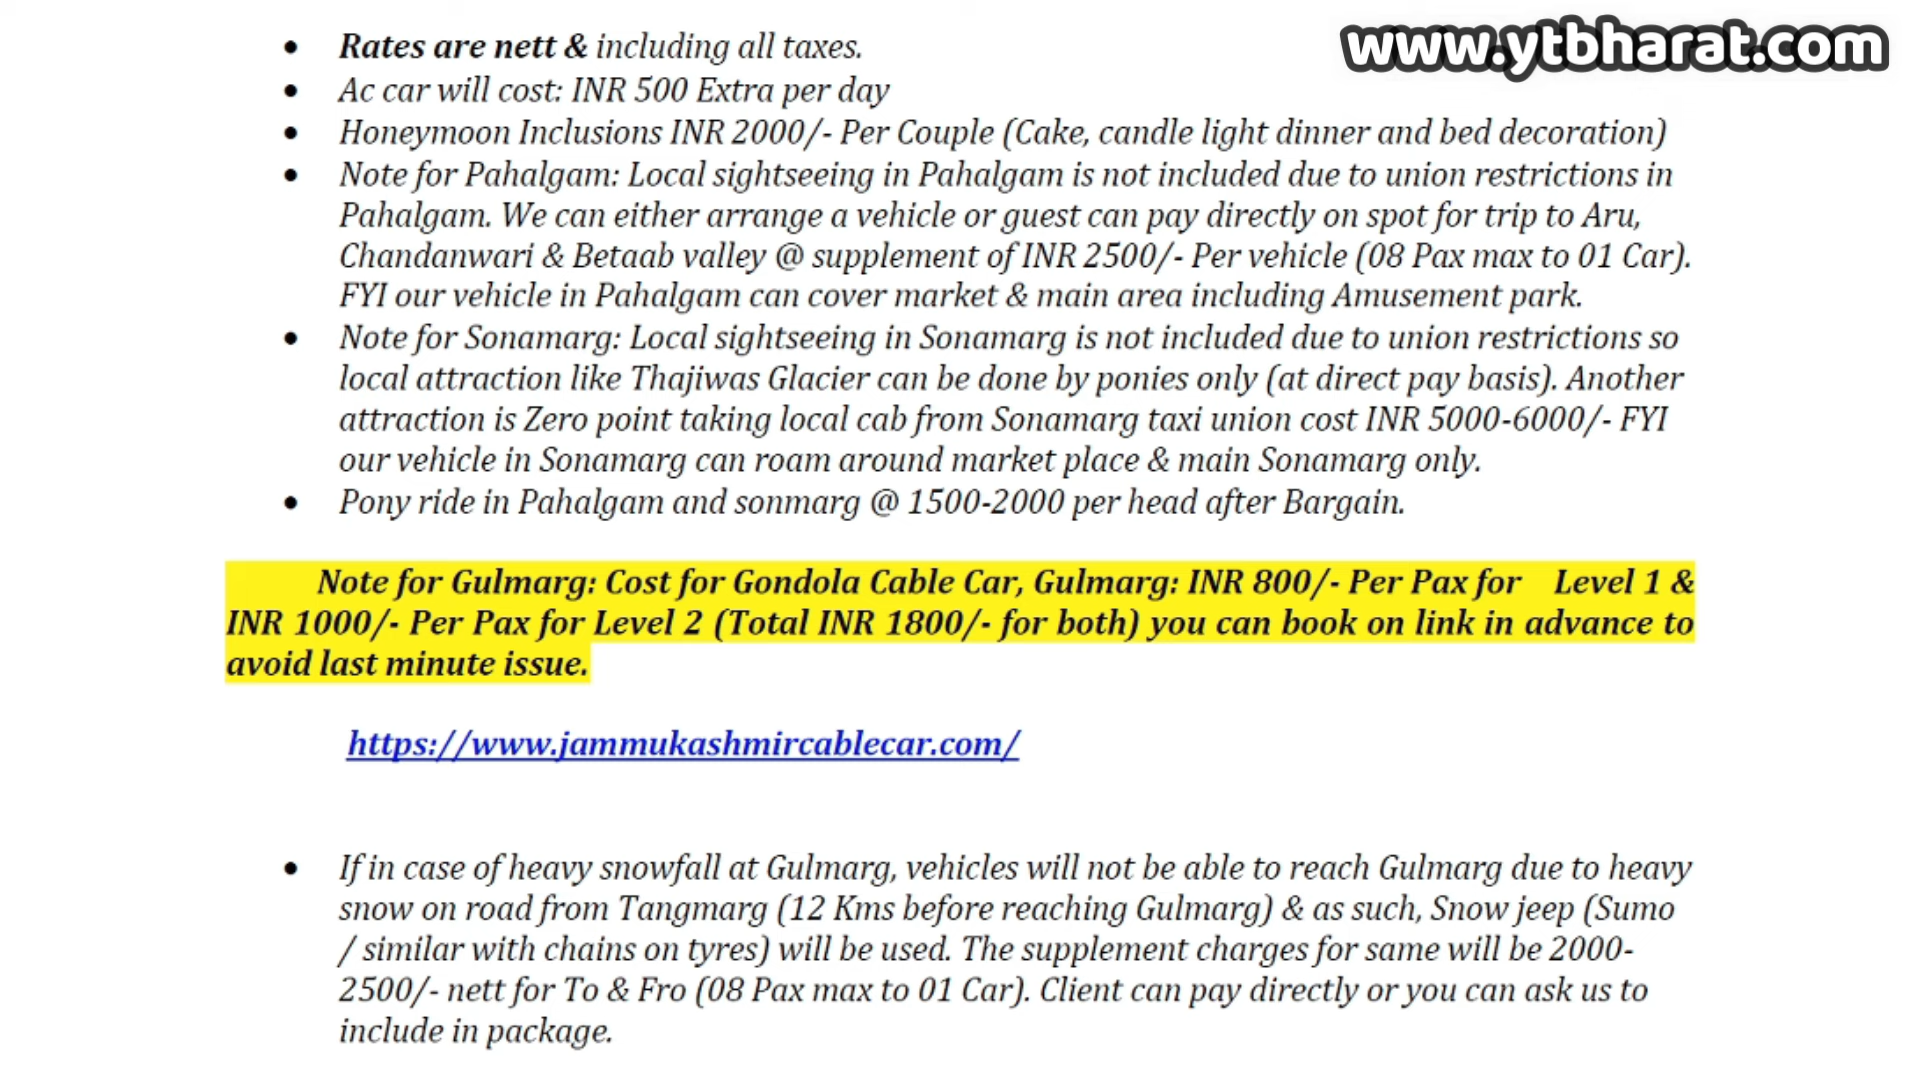 www.ytbharat.com
• Rates are nett & including all taxes.
• Ac car will cost: INR 500 Extra per day
• Honeymoon Inclusions INR 2000/- Per Couple (Cake, candle light dinner and bed decoration)
• Note for Pahalgam: Local sightseeing in Pahalgam is not included due to union restrictions in
Pahalgam. We can either arrange a vehicle or guest can pay directly on spot for trip to Aru,
Chandanwari & Betaab valley @ supplement of INR 2500/- Per vehicle (08 Pax max to 01 Car).
FYI our vehicle in Pahalgam can cover market & main area including Amusement park.
• Note for Sonamarg: Local sightseeing in Sonamarg is not included due to union restrictions so
local attraction like Thajiwas Glacier can be done by ponies only (at direct pay basis). Another
attraction is Zero point taking local cab from Sonamarg taxi union cost INR 5000-6000/- FYI
our vehicle in Sonamarg can roam around market place & main Sonamarg only.
• Pony ride in Pahalgam and sonmarg @ 1500-2000 per head after Bargain.
Note for Gulmarg: Cost for Gondola Cable Car, Gulmarg: INR 800/- Per Pax for Level 1 &
INR 1000/- Per Pax for Level 2 (Total INR 1800/- for both) you can book on link in advance to
avoid last minute issue.
https://www.jammukashmircablecar.com/
• If in case of heavy snowfall at Gulmarg, vehicles will not be able to reach Gulmarg due to heavy
snow on road from Tangmarg (12 Kms before reaching Gulmarg) & as such, Snow jeep (Sumo
/ similar with chains on tyres) will be used. The supplement charges for same will be 2000-
2500/- nett for To & Fro (08 Pax max to 01 Car). Client can pay directly or you can ask us to
include in package.